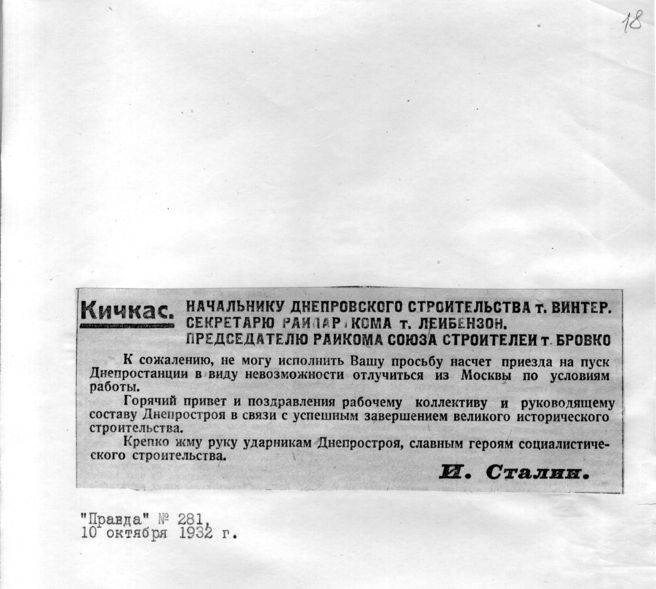 18
Кичкас. НАЧАЛЬНИКУ ДНЕПРОВСКОГО СТРОИТЕЛЬСТВА т. ВИНТЕР.
СЕКРЕТАРЮ РАЙПАРТКОМА т. ЛЕЙБЕНЗОН.
ПРЕДСЕДАТЕЛЮ РАЙКОМА СОЮЗА СТРОИТЕЛЕЙ т. БРОВКО
К сожалению, не могу исполнить Вашу просьбу насчет приезда на пуск
Днепростанции в виду невозможности отлучиться из Москвы по условиям
работы.
Горячий привет и поздравления рабочему коллективу и руководящему
составу Днепростроя в связи с успешным завершением великого исторического
строительства.
Крепко жму руку ударникам Днепростроя, славным героям социалистиче-
ского строительства.
И. Сталин.
"Правда" № 281,
10 октября 1932 г.